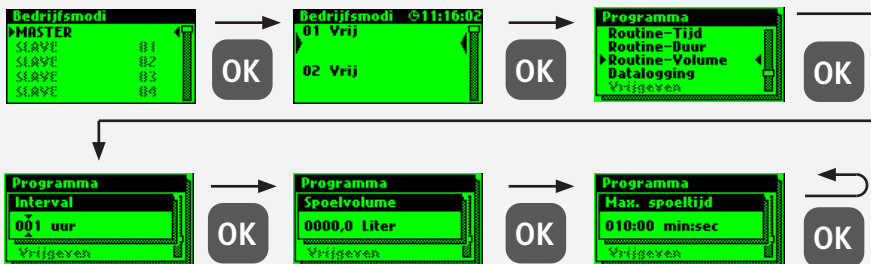 Bedrijfsmodi
MASTER
SLAVE 01
SLAVE 02
SLAVE 03
SLAVE 04
OK
Bedrijfsmodi 11:16:02
01 Vrij
02 Vrij
OK
Programma
Routine-Tijd
Routine-Duur
Routine-Volume
Datalogging
Vrijgeven
OK
Programma
Interval
001 uur
Vrijgeven
OK
Programma
Spoelvolume
0000,0 Liter
Vrijgeven
OK
Programma
Max. spoeltijd
010:00 min:sec
Vrijgeven
OK